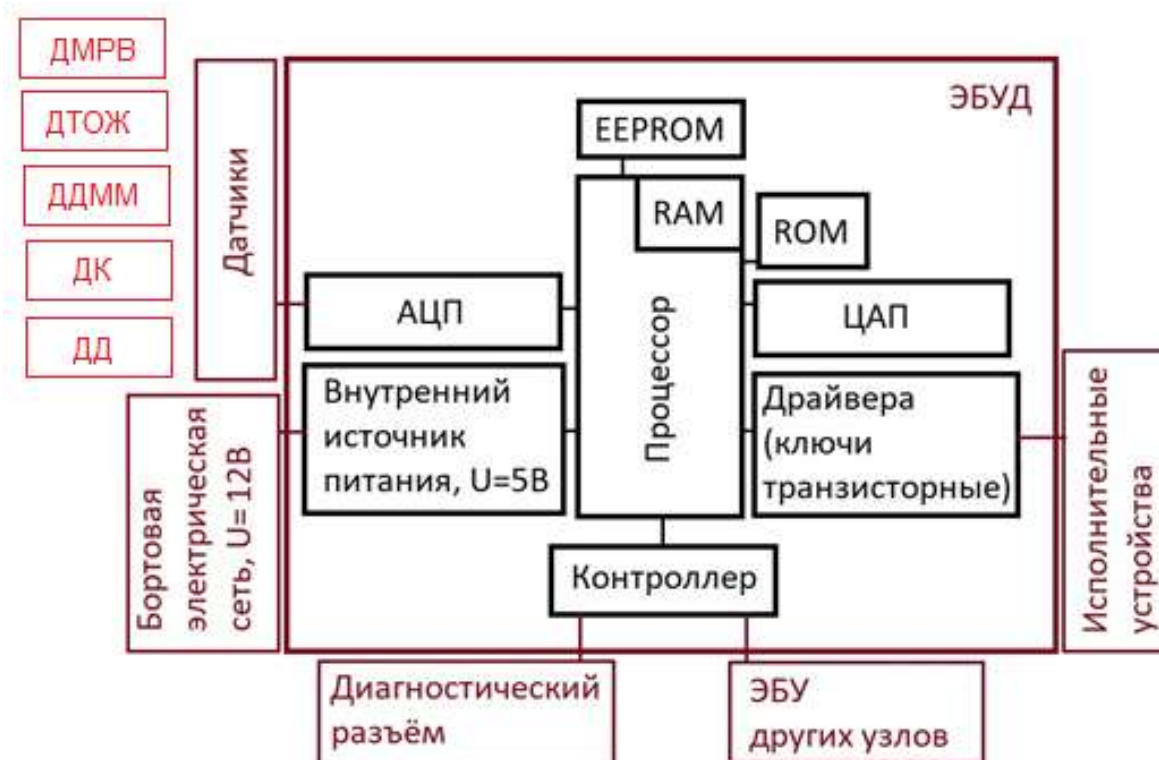 ДМРВ
ДТОЖ
ДДММ
ДК
ДД
Датчики
ЭБУД
EEPROM
RAM
ROM
Процессор
АЦП
ЦАП
Внутренний
источник
питания, U=5В
Драйвера
(ключи
транзисторные)
Бортовая
электрическая
сеть, U=12В
Исполнительные
устройства
Контроллер
Диагностический
разъём
ЭБУ
других узлов